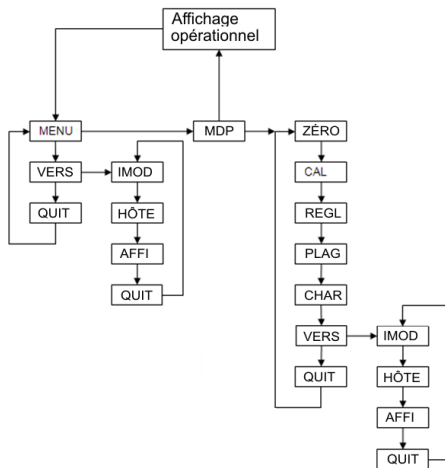 Affichage
opérationnel
MENU
MDP
ZÉRO
VERS
IMOD
CAL
QUIT
HÔTE
REGL
AFFI
PLAG
QUIT
CHAR
VERS
IMOD
QUIT
HÔTE
AFFI
QUIT